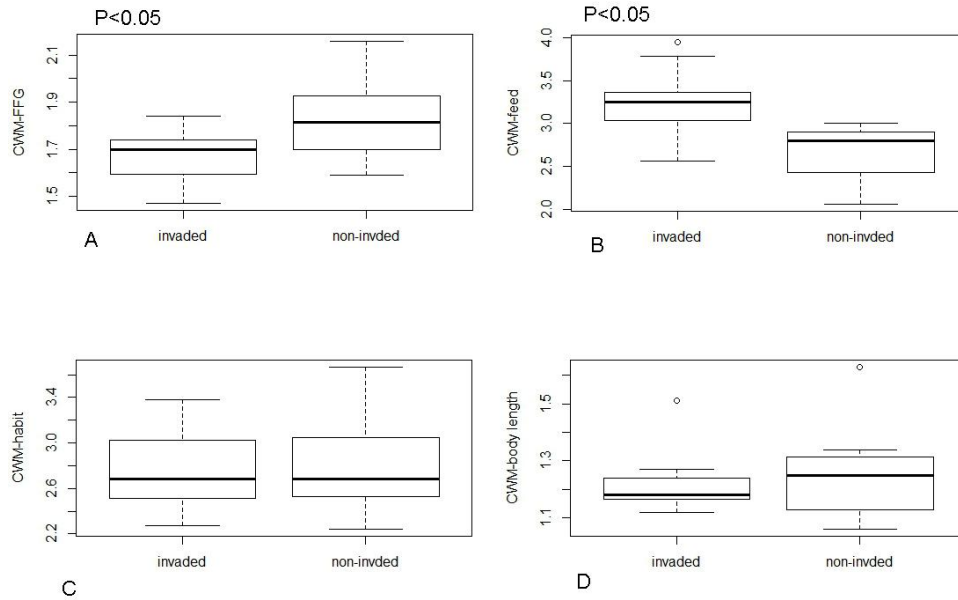 P<0.05
CWM-FFG
2.1
1.9
1.7
1.5
invaded
non-invded
A
P<0.05
CWM-feed
4.0
3.5
3.0
2.5
2.0
invaded
non-invded
B
CWM-habit
3.4
3.0
2.6
2.2
invaded
non-invded
C
CWM-body length
1.5
1.3
1.1
invaded
non-invded
D